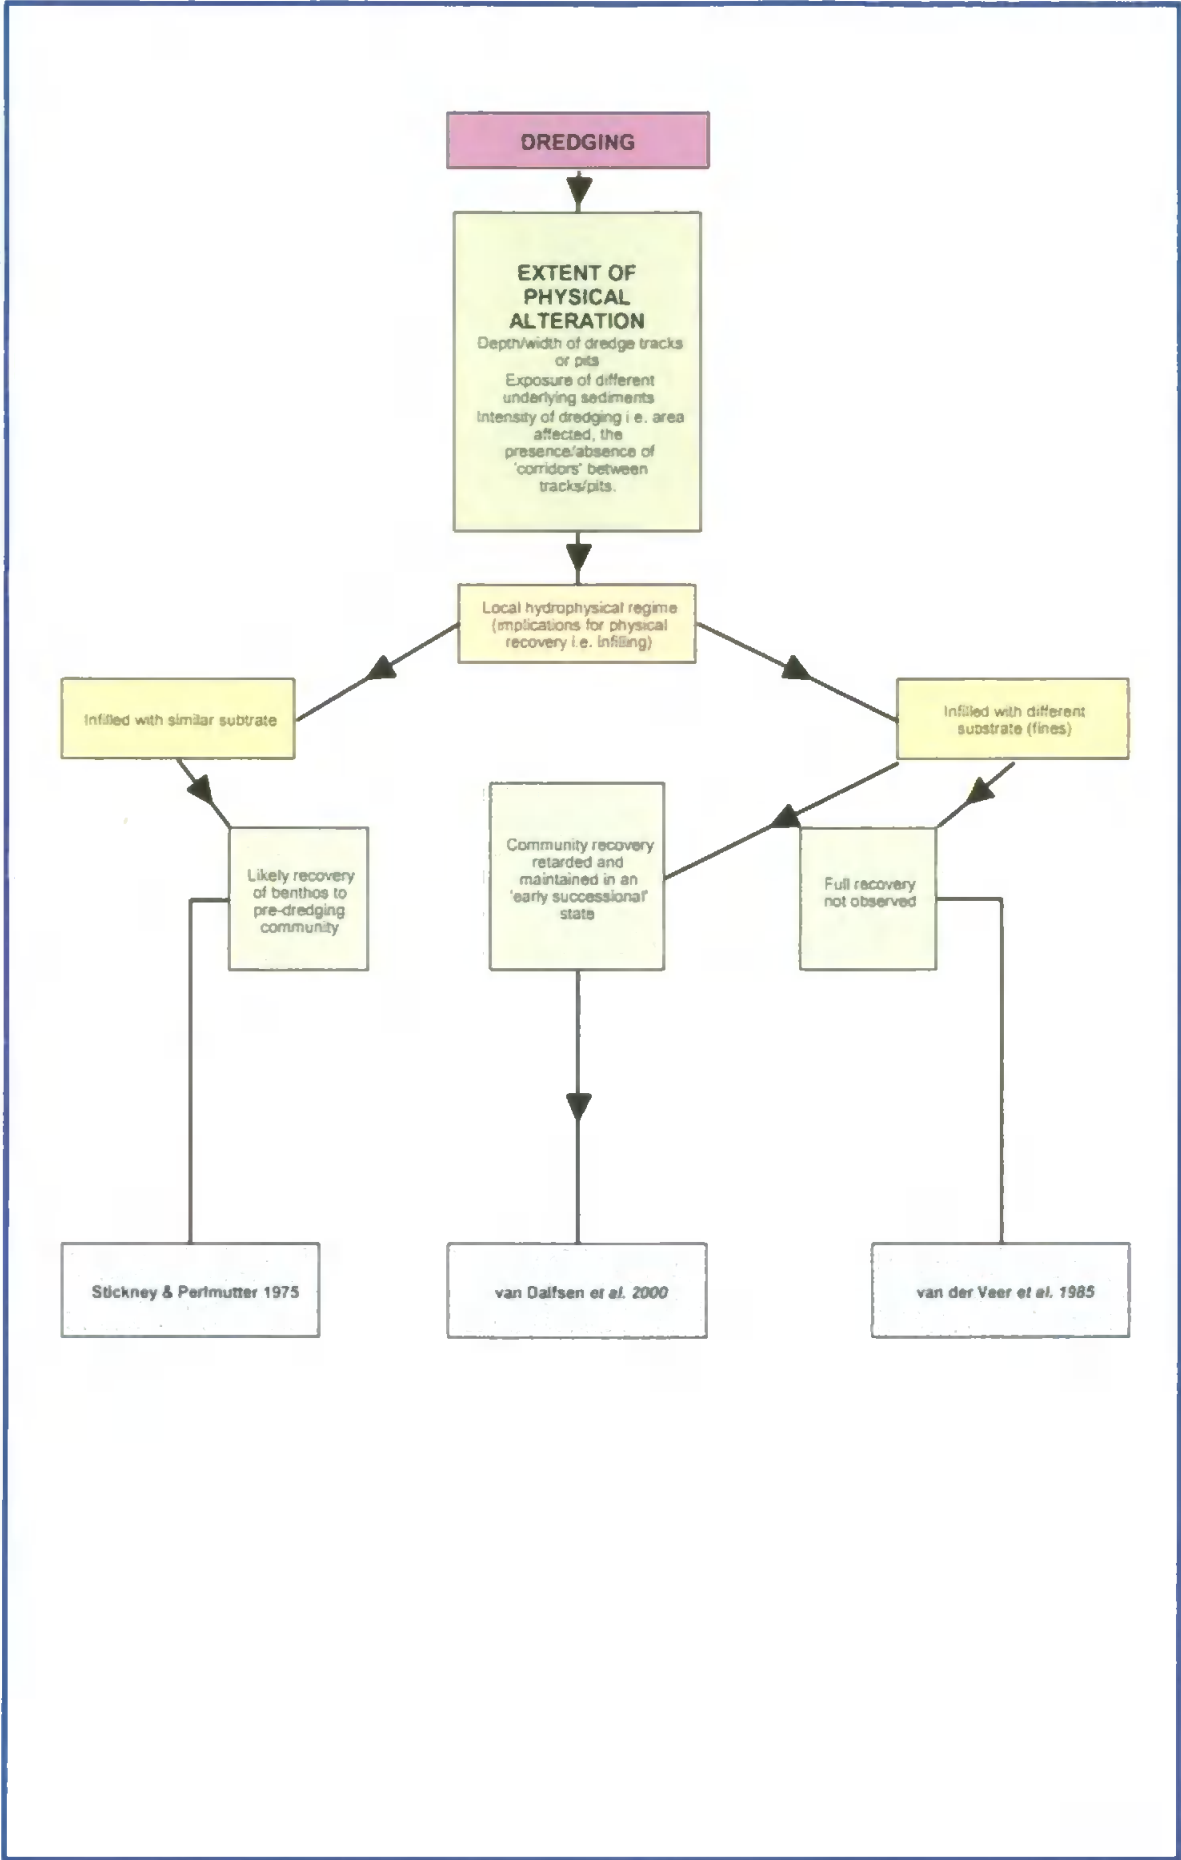 DREDGING
EXTENT OF
PHYSICAL
ALTERATION
Depth/width of dredge tracks
or pits
Exposure of different
underlying sediments
Intensity of dredging i e. area
affected, the
presence/absence of
'corridors' between
tracks/pits.
Local hydrophysical regime
(implications for physical
recovery i.e. Infilling)
Infilled with similar subtrate
Infilled with different
substrate (fines)
Likely recovery
of benthos to
pre-dredging
community
Community recovery
retarded and
maintained in an
'early successional'
state
Full recovery
not observed
Stickney & Perlmutter 1975
van Dalfsen et al. 2000
van der Veer et al. 1985